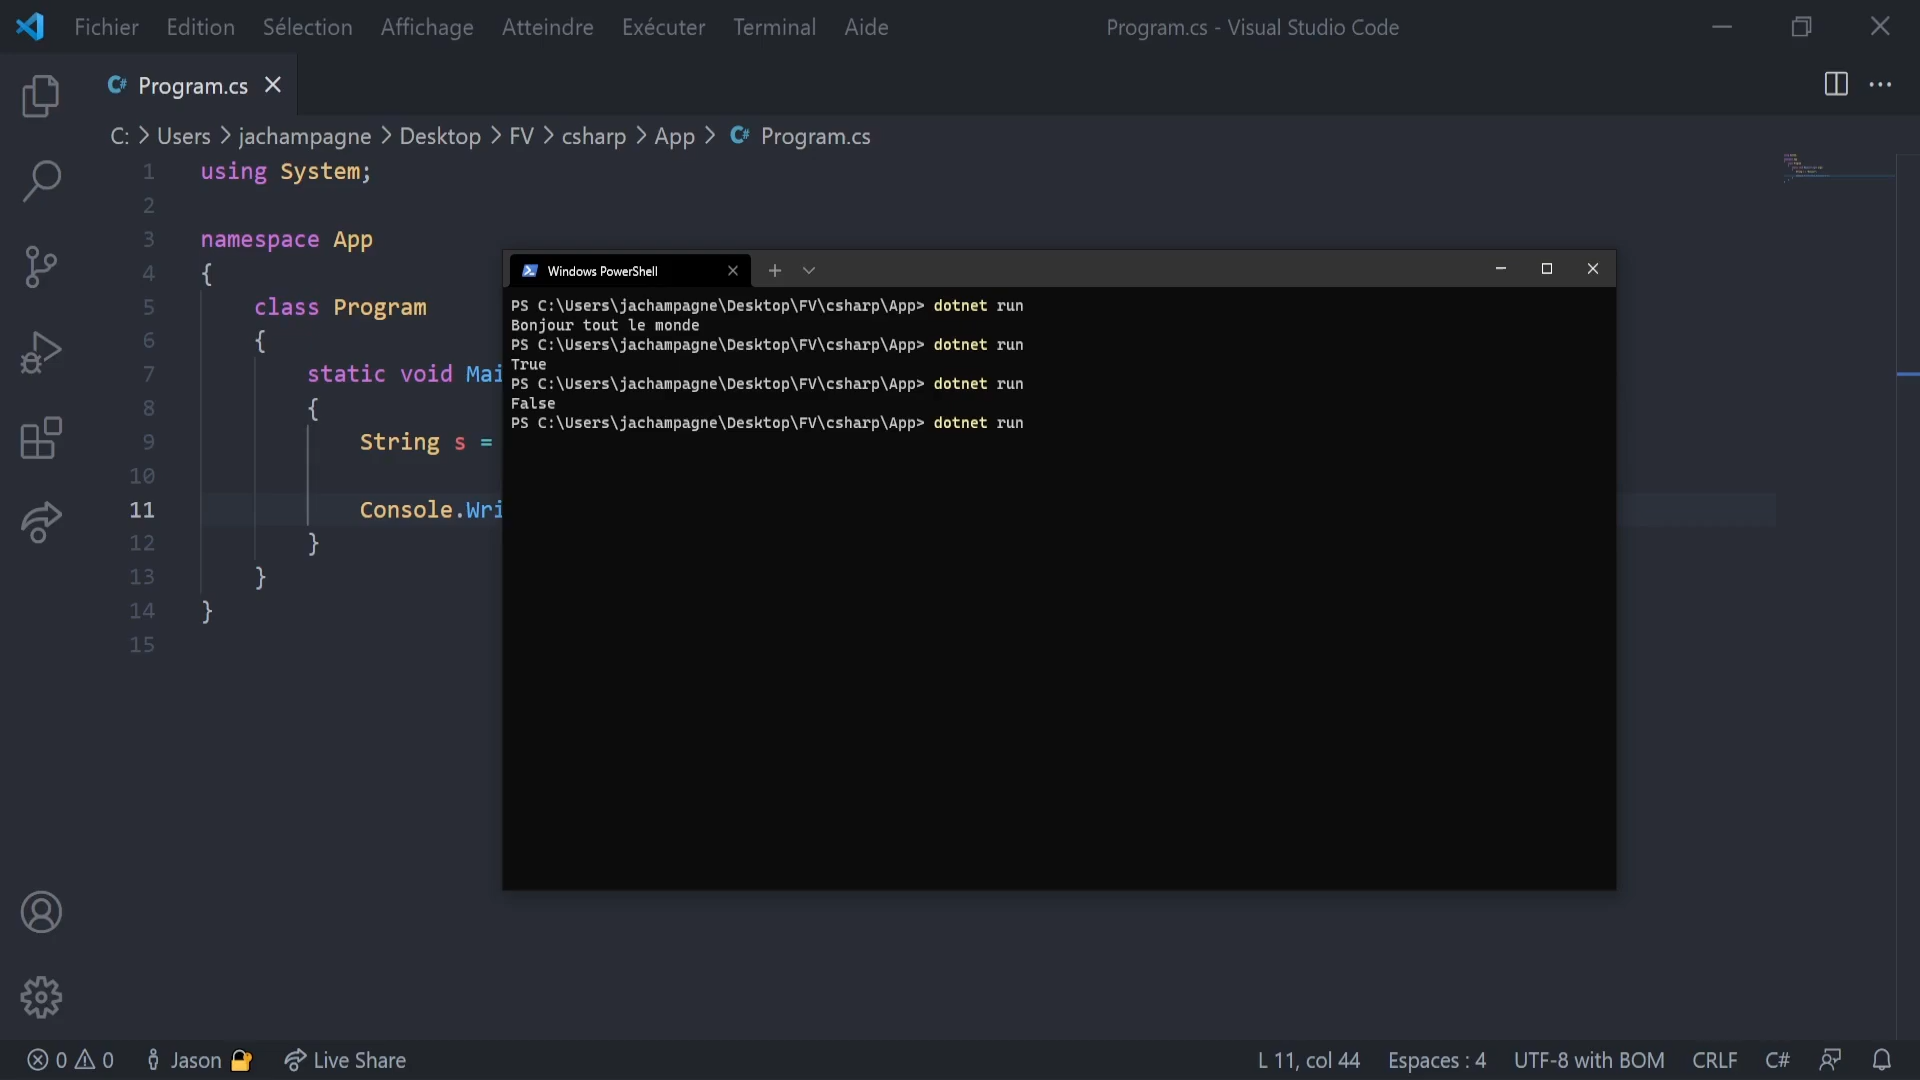 Fichier Edition Sélection Affichage Atteindre Exécuter Terminal Aide Program.cs - Visual Studio Code
C# Program.cs
C: > Users > jachampagne > Desktop > FV > csharp > App > C# Program.cs
1 using System;
2
3 namespace App
4 {
5 class Program
6 {
7 static void Mai
8 {
9 String s =
10
11 Console.Wri
12 }
13 }
14 }
15
Windows PowerShell
PS C:\Users\jachampagne\Desktop\FV\csharp\App> dotnet run
Bonjour tout le monde
PS C:\Users\jachampagne\Desktop\FV\csharp\App> dotnet run
True
PS C:\Users\jachampagne\Desktop\FV\csharp\App> dotnet run
False
PS C:\Users\jachampagne\Desktop\FV\csharp\App> dotnet run
0 0 Jason Live Share L 11, col 44 Espaces : 4 UTF-8 with BOM CRLF C#